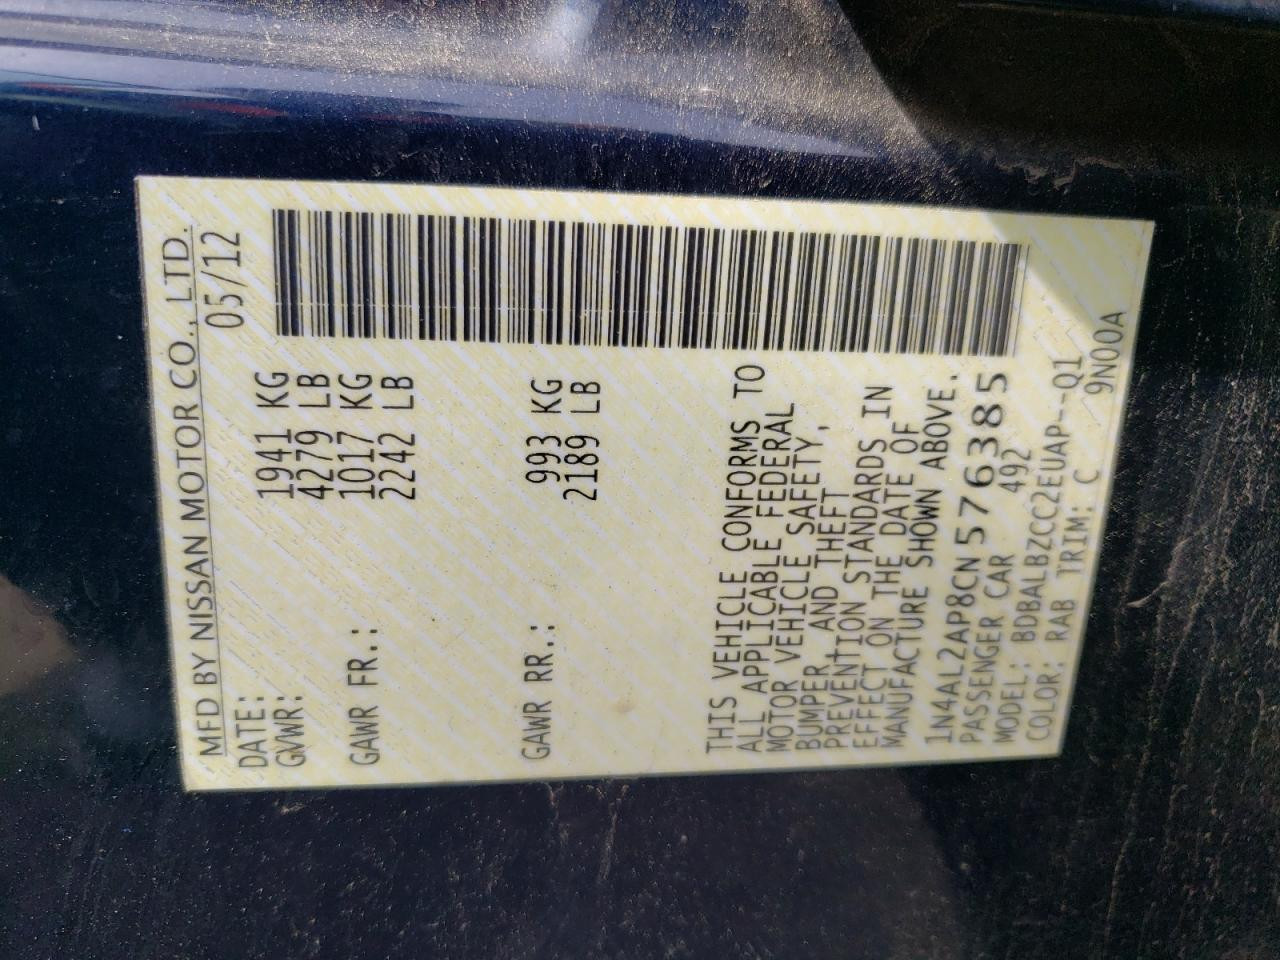 MFD BY NISSAN MOTOR CO., LTD.
DATE: 05/12
GVWR: 1941 KG
4279 LB
GAWR FR.: 1017 KG
2242 LB
GAWR RR.: 993 KG
2189 LB
THIS VEHICLE CONFORMS TO
ALL APPLICABLE FEDERAL
MOTOR VEHICLE SAFETY,
BUMPER, AND THEFT
PREVENTION STANDARDS IN
EFFECT ON THE DATE OF
MANUFACTURE SHOWN ABOVE.
1N4AL2AP8CN576385
PASSENGER CAR 492
MODEL: BDBALBZCC2EUAP--Q1
COLOR: RAB TRIM: C 9N00A